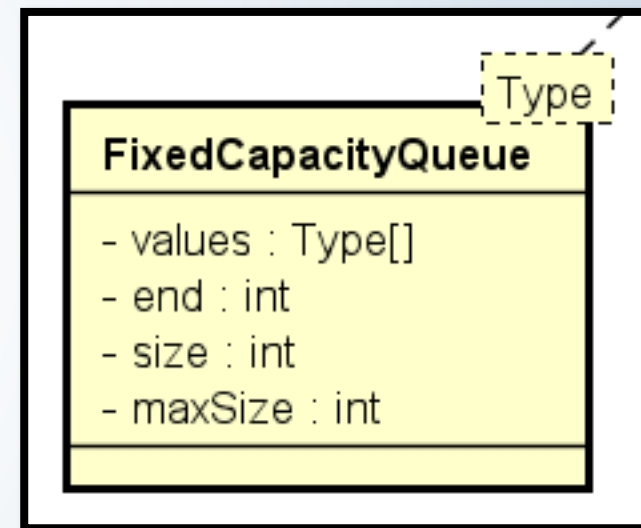 Type
FixedCapacityQueue
- values : Type[]
- end : int
- size : int
- maxSize : int